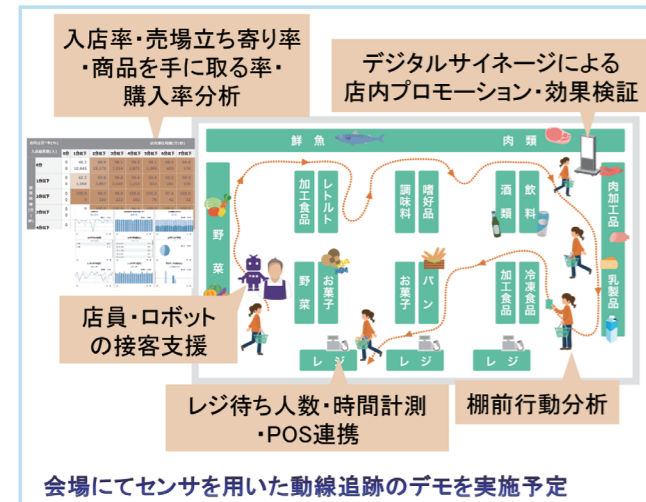 入店率・売場立ち寄り率
・商品を手に取る率・
購入率分析
デジタルサイネージによる
店内プロモーション・効果検証
鮮魚
肉類
野菜
加工食品
レトルト
調味料
嗜好品
酒類
飲料
肉加工品
野菜
お菓子
お菓子
パン
加工食品
冷凍食品
乳製品
店員・ロボット
の接客支援
レジ
レジ
レジ
レジ待ち人数・時間計測
・POS連携
棚前行動分析
会場にてセンサを用いた動線追跡のデモを実施予定